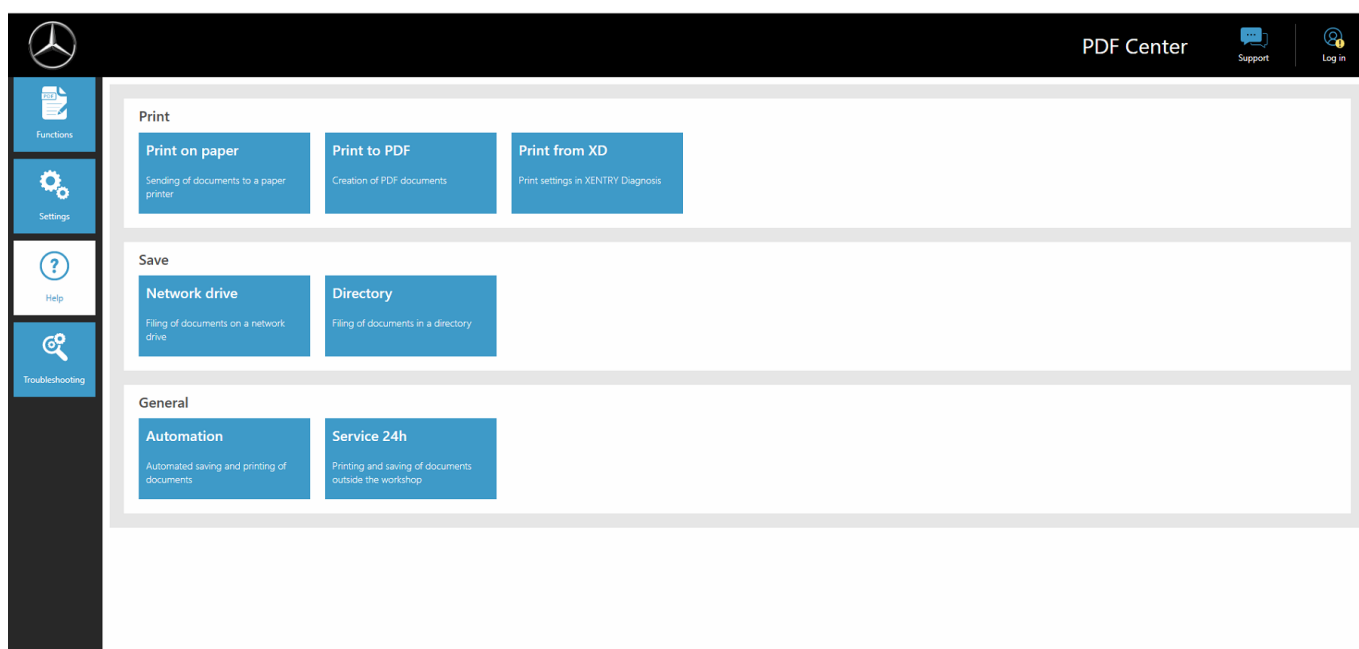 PDF Center
Support
Log in
PDF
Functions
Settings
?
Help
Troubleshooting
Print
Print on paper
Sending of documents to a paper
printer
Print to PDF
Creation of PDF documents
Print from XD
Print settings in XENTRY Diagnosis
Save
Network drive
Filing of documents on a network
drive
Directory
Filing of documents in a directory
General
Automation
Automated saving and printing of
documents
Service 24h
Printing and saving of documents
outside the workshop